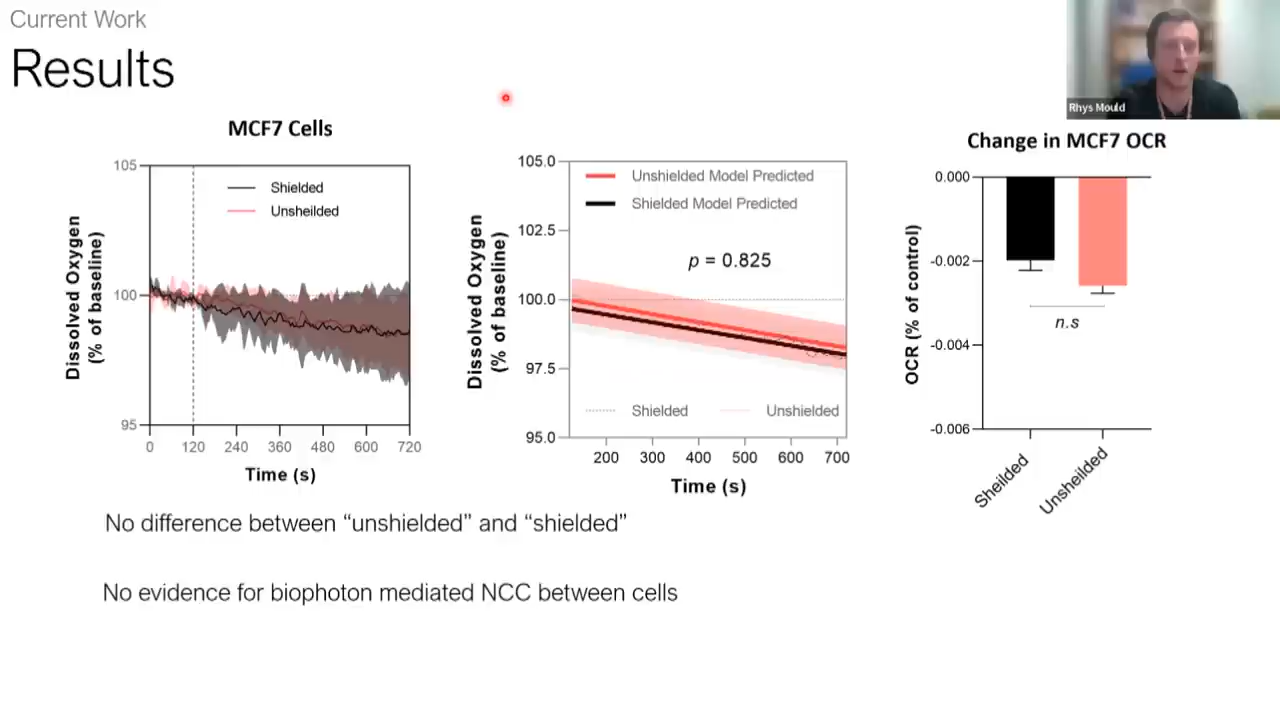 Current Work
Results
Rhys Mould
MCF7 Cells
105
100
95
Shielded
Unsheilded
Dissolved Oxygen
(% of baseline)
0 120 240 360 480 600 720
Time (s)
105.0
102.5
100.0
97.5
95.0
Unshielded Model Predicted
Shielded Model Predicted
p = 0.825
Shielded Unshielded
Dissolved Oxygen
(% of baseline)
200 300 400 500 600 700
Time (s)
Change in MCF7 OCR
0.000
-0.002
-0.004
-0.006
OCR (% of control)
n.s
Sheilded
Unsheilded
No difference between “unshielded” and “shielded”
No evidence for biophoton mediated NCC between cells